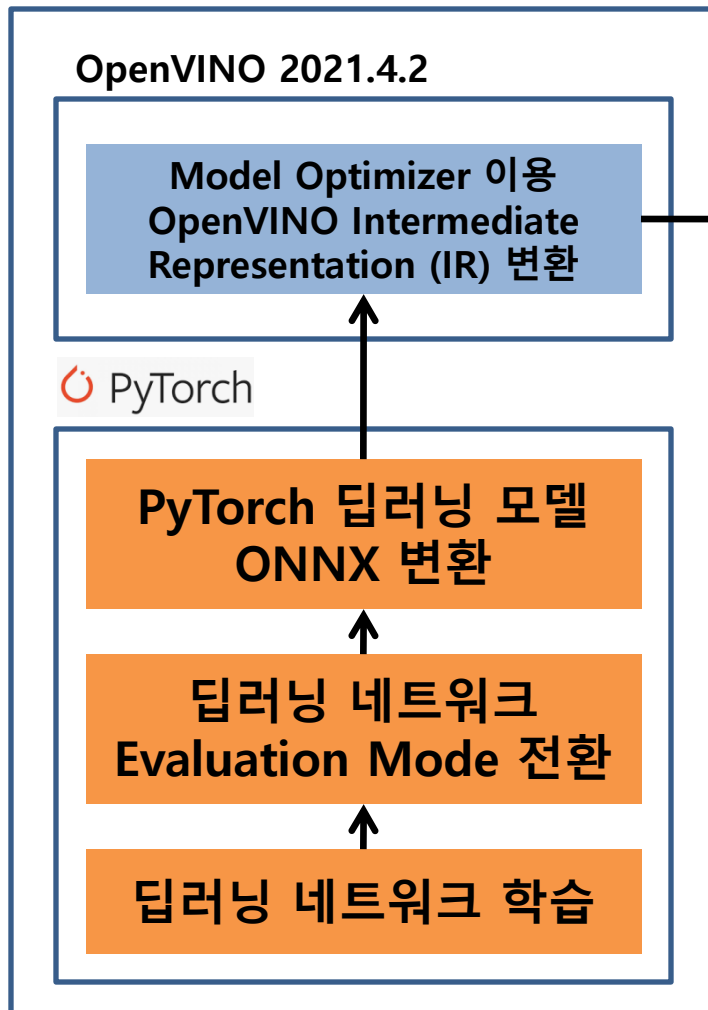 OpenVINO 2021.4.2
Model Optimizer 이용
OpenVINO Intermediate
Representation (IR) 변환
PyTorch
PyTorch 딥러닝 모델
ONNX 변환
딥러닝 네트워크
Evaluation Mode 전환
딥러닝 네트워크 학습